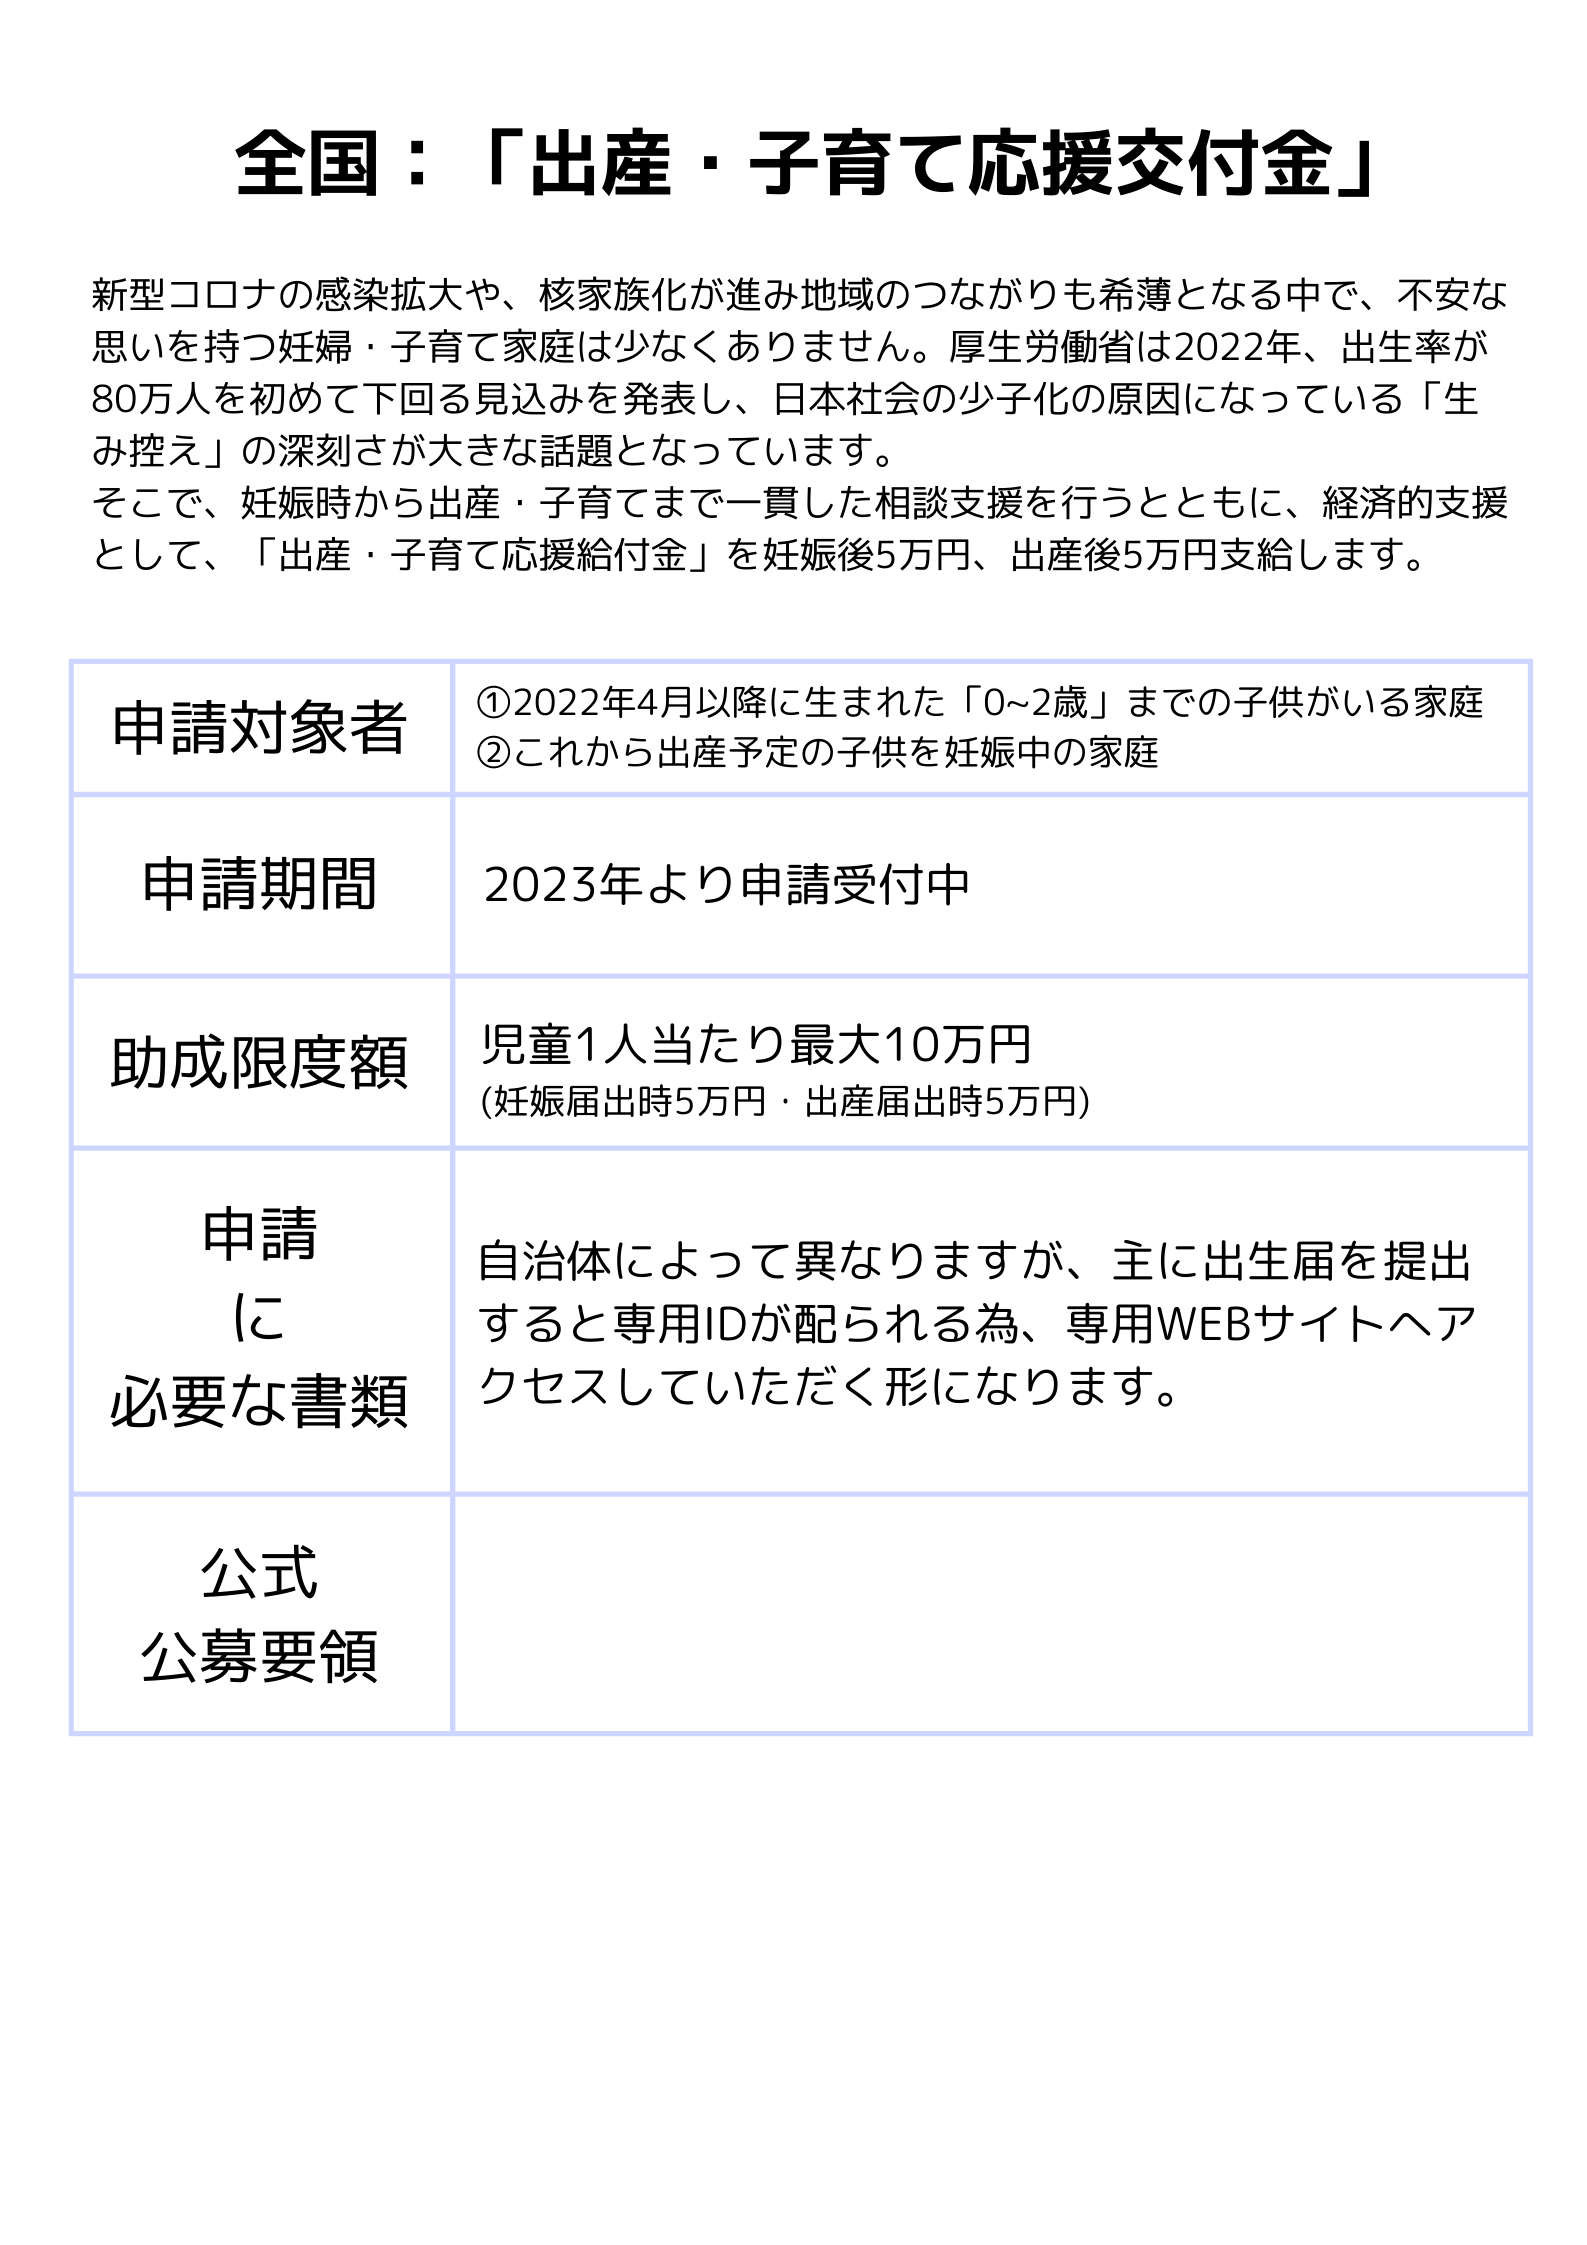 全国：「出産・子育て応援交付金」
新型コロナの感染拡大や、核家族化が進み地域のつながりも希薄となる中で、不安な
思いを持つ妊婦・子育て家庭は少なくありません。厚生労働省は2022年、出生率が
80万人を初めて下回る見込みを発表し、日本社会の少子化の原因になっている「生
み控え」の深刻さが大きな話題となっています。
そこで、妊娠時から出産・子育てまで一貫した相談支援を行うとともに、経済的支援
として、「出産・子育て応援給付金」を妊娠後5万円、出産後5万円支給します。
申請対象者
①2022年4月以降に生まれた「0~2歳」までの子供がいる家庭
②これから出産予定の子供を妊娠中の家庭
申請期間
2023年より申請受付中
助成限度額
児童1人当たり最大10万円
(妊娠届出時5万円・出産届出時5万円)
申請
に
必要な書類
自治体によって異なりますが、主に出生届を提出
すると専用IDが配られる為、専用WEBサイトへア
クセスしていただく形になります。
公式
公募要領